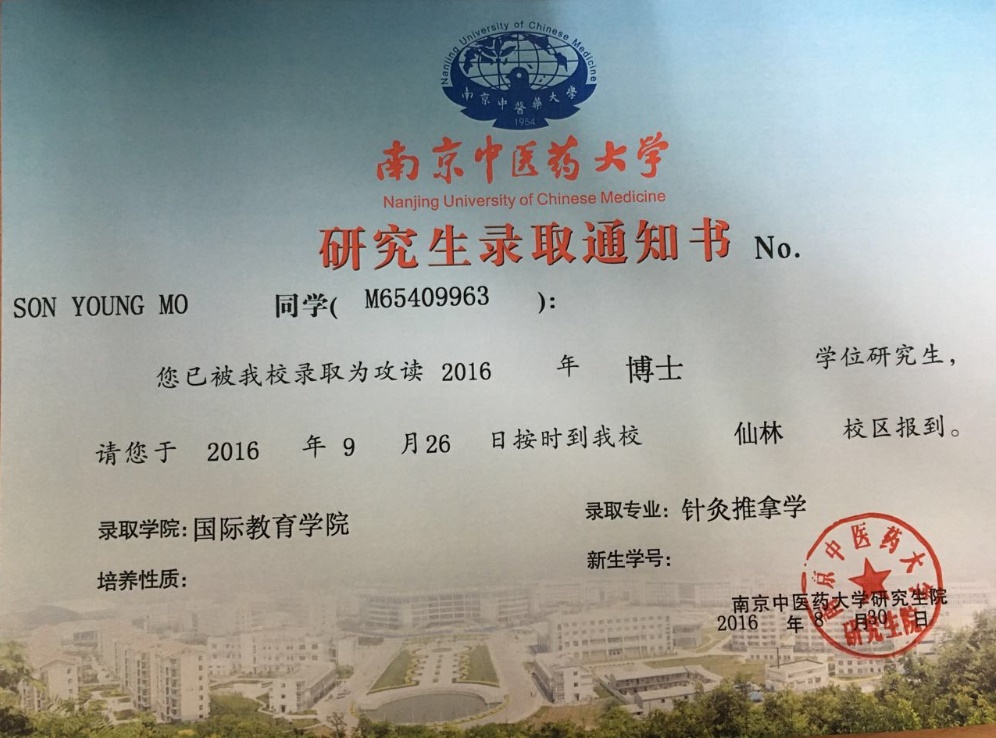 Nanjing University of Chinese Medicine
南京中醫藥大學
1954
南京中医药大学
Nanjing University of Chinese Medicine
研究生录取通知书 No.
SON YOUNG MO 同学( M65409963 ):
您已被我校录取为攻读 2016 年 博士 学位研究生，
请您于 2016 年 9 月 26 日按时到我校 仙林 校区报到。
录取学院：国际教育学院 录取专业：针灸推拿学
培养性质： 新生学号：
南京中医药大学研究生院
2016 年 8 月 30 日
南京中医药大学
研究生院